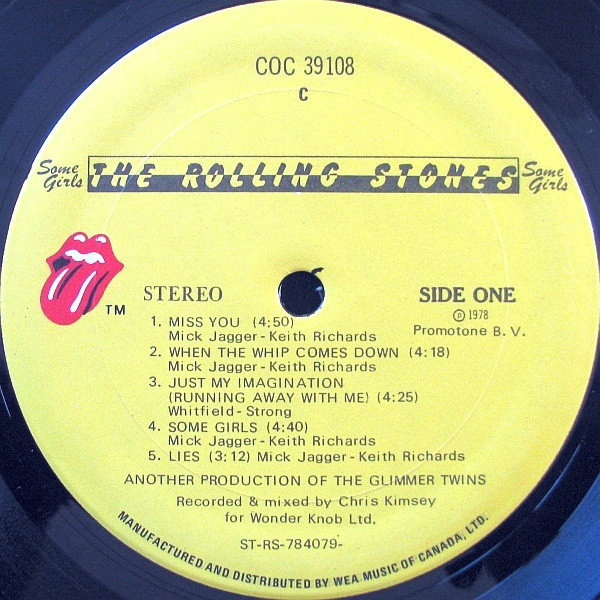 COC 39108
C
Some Girls
THE ROLLING STONES
Some Girls
TM
STEREO
SIDE ONE
℗ 1978
Promotone B. V.
1. MISS YOU (4:50)
Mick Jagger - Keith Richards
2. WHEN THE WHIP COMES DOWN (4:18)
Mick Jagger - Keith Richards
3. JUST MY IMAGINATION
(RUNNING AWAY WITH ME) (4:25)
Whitfield - Strong
4. SOME GIRLS (4:40)
Mick Jagger - Keith Richards
5. LIES (3:12) Mick Jagger - Keith Richards
ANOTHER PRODUCTION OF THE GLIMMER TWINS
Recorded & mixed by Chris Kimsey
for Wonder Knob Ltd.
ST-RS-784079-
MANUFACTURED AND DISTRIBUTED BY WEA MUSIC OF CANADA, LTD.